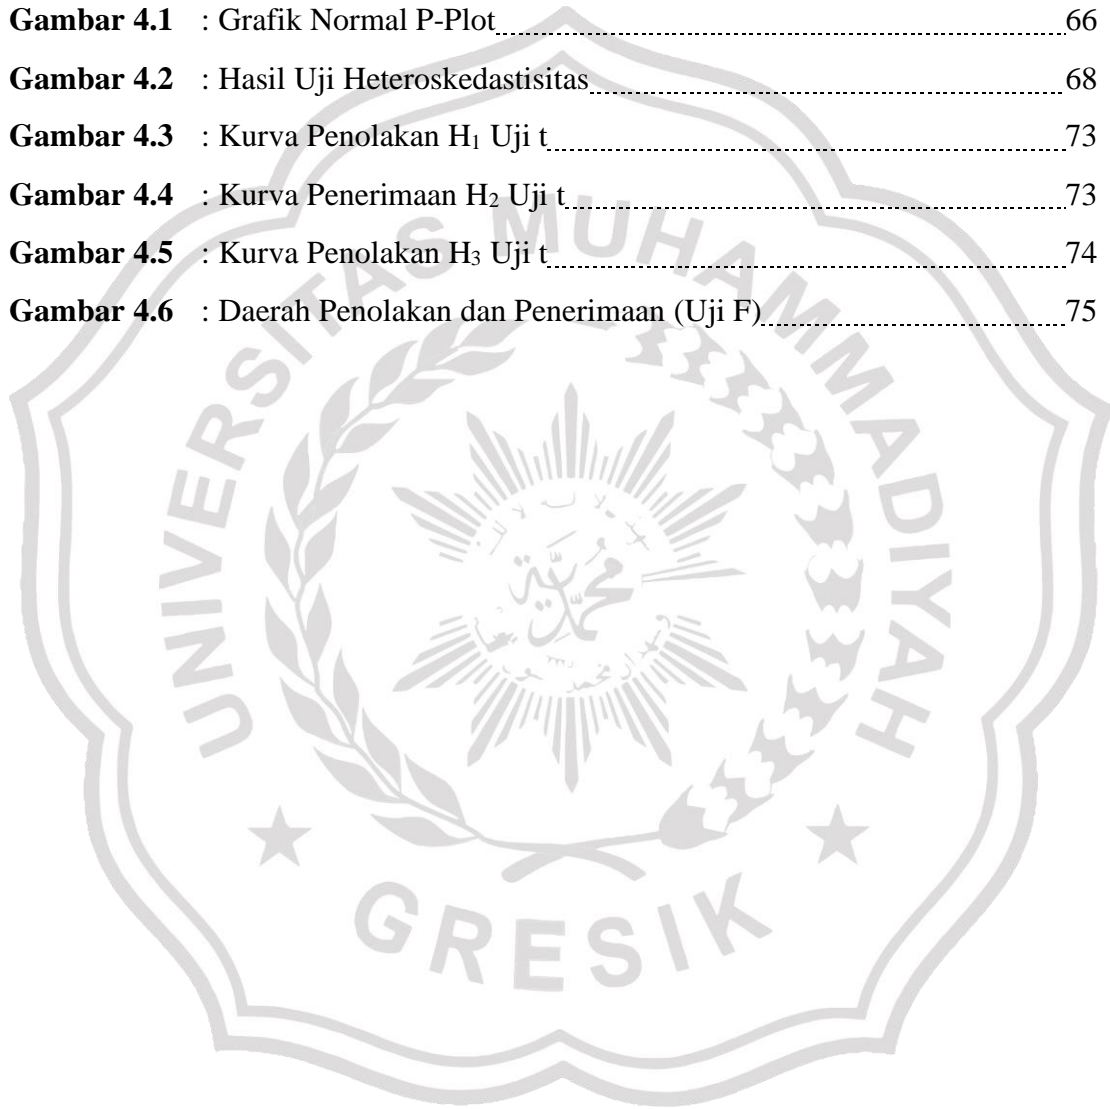 Gambar 4.1 : Grafik Normal P-Plot 66
Gambar 4.2 : Hasil Uji Heteroskedastisitas 68
Gambar 4.3 : Kurva Penolakan H₁ Uji t 73
Gambar 4.4 : Kurva Penerimaan H₂ Uji t 73
Gambar 4.5 : Kurva Penolakan H₃ Uji t 74
Gambar 4.6 : Daerah Penolakan dan Penerimaan (Uji F) 75
UNIVERSITAS MUHAMMADIYAH
GRESIK